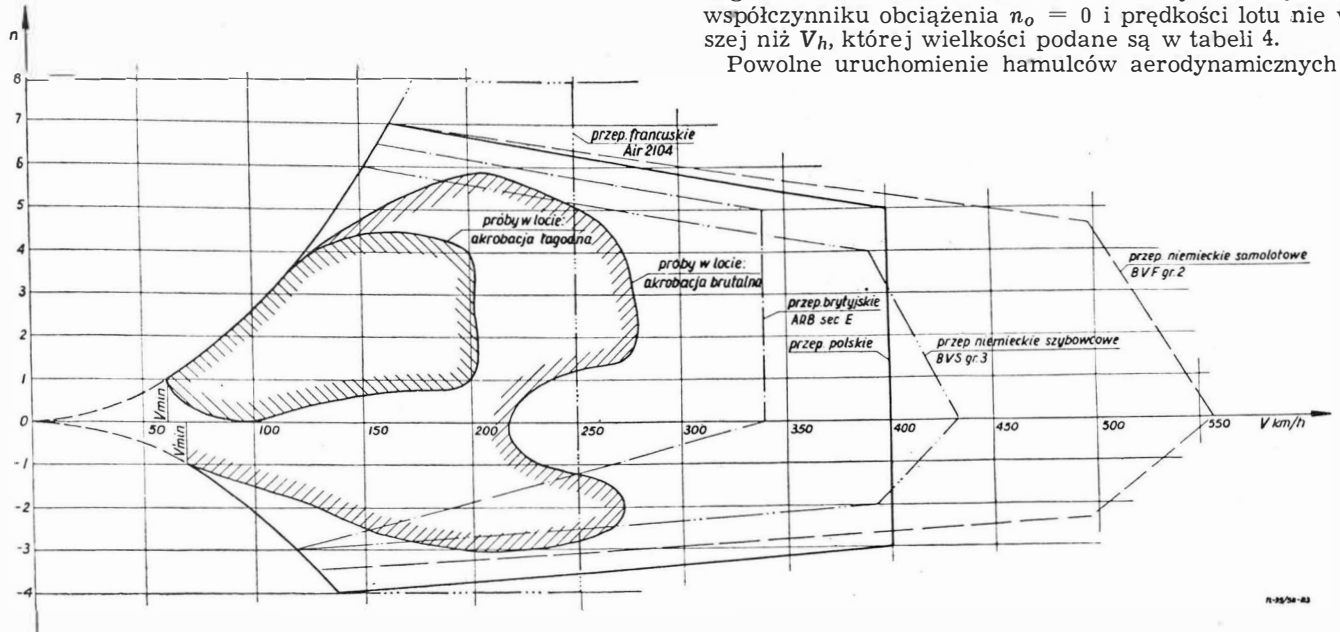 współczynniku obciążenia n₀ = 0 i prędkości lotu nie
szej niż Vₕ, której wielkości podane są w tabeli 4.
Powolne uruchomienie hamulców aerodynamicznych
n
8
7
6
5
4
3
2
1
0
-1
-2
-3
-4
przep. francuskie
Air 2104
próby w locie:
akrobacja łagodna
próby w locie:
akrobacja brutalna
przep. brytyjskie
ARB sec E
przep. polskie
przep. niemieckie szybowcowe
BVS gr. 3
przep. niemieckie samolotowe
BVF gr. 2
Vmin
Vmin
50
100
150
200
250
300
350
400
450
500
550
V km/h